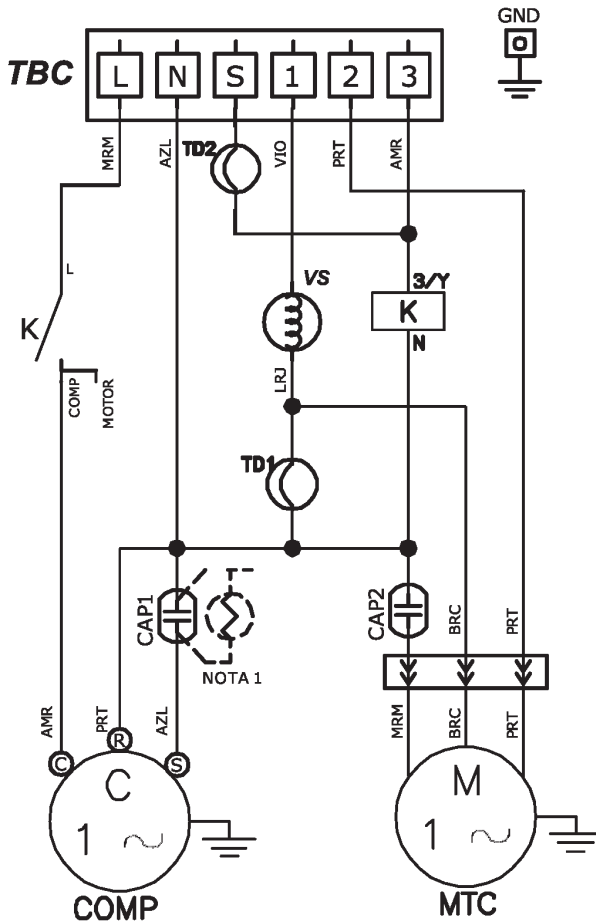 GND
TBC L N S 1 2 3
MRM AZL TD2 VIO PRT AMR
L
VS
3/Y
K
K
N
LRJ
COMP MOTOR
TD1
CAP1
CAP2 BRC PRT
NOTA 1
AMR PRT AZL
MRM BRC PRT
C R S
C
1
M
1
COMP
MTC